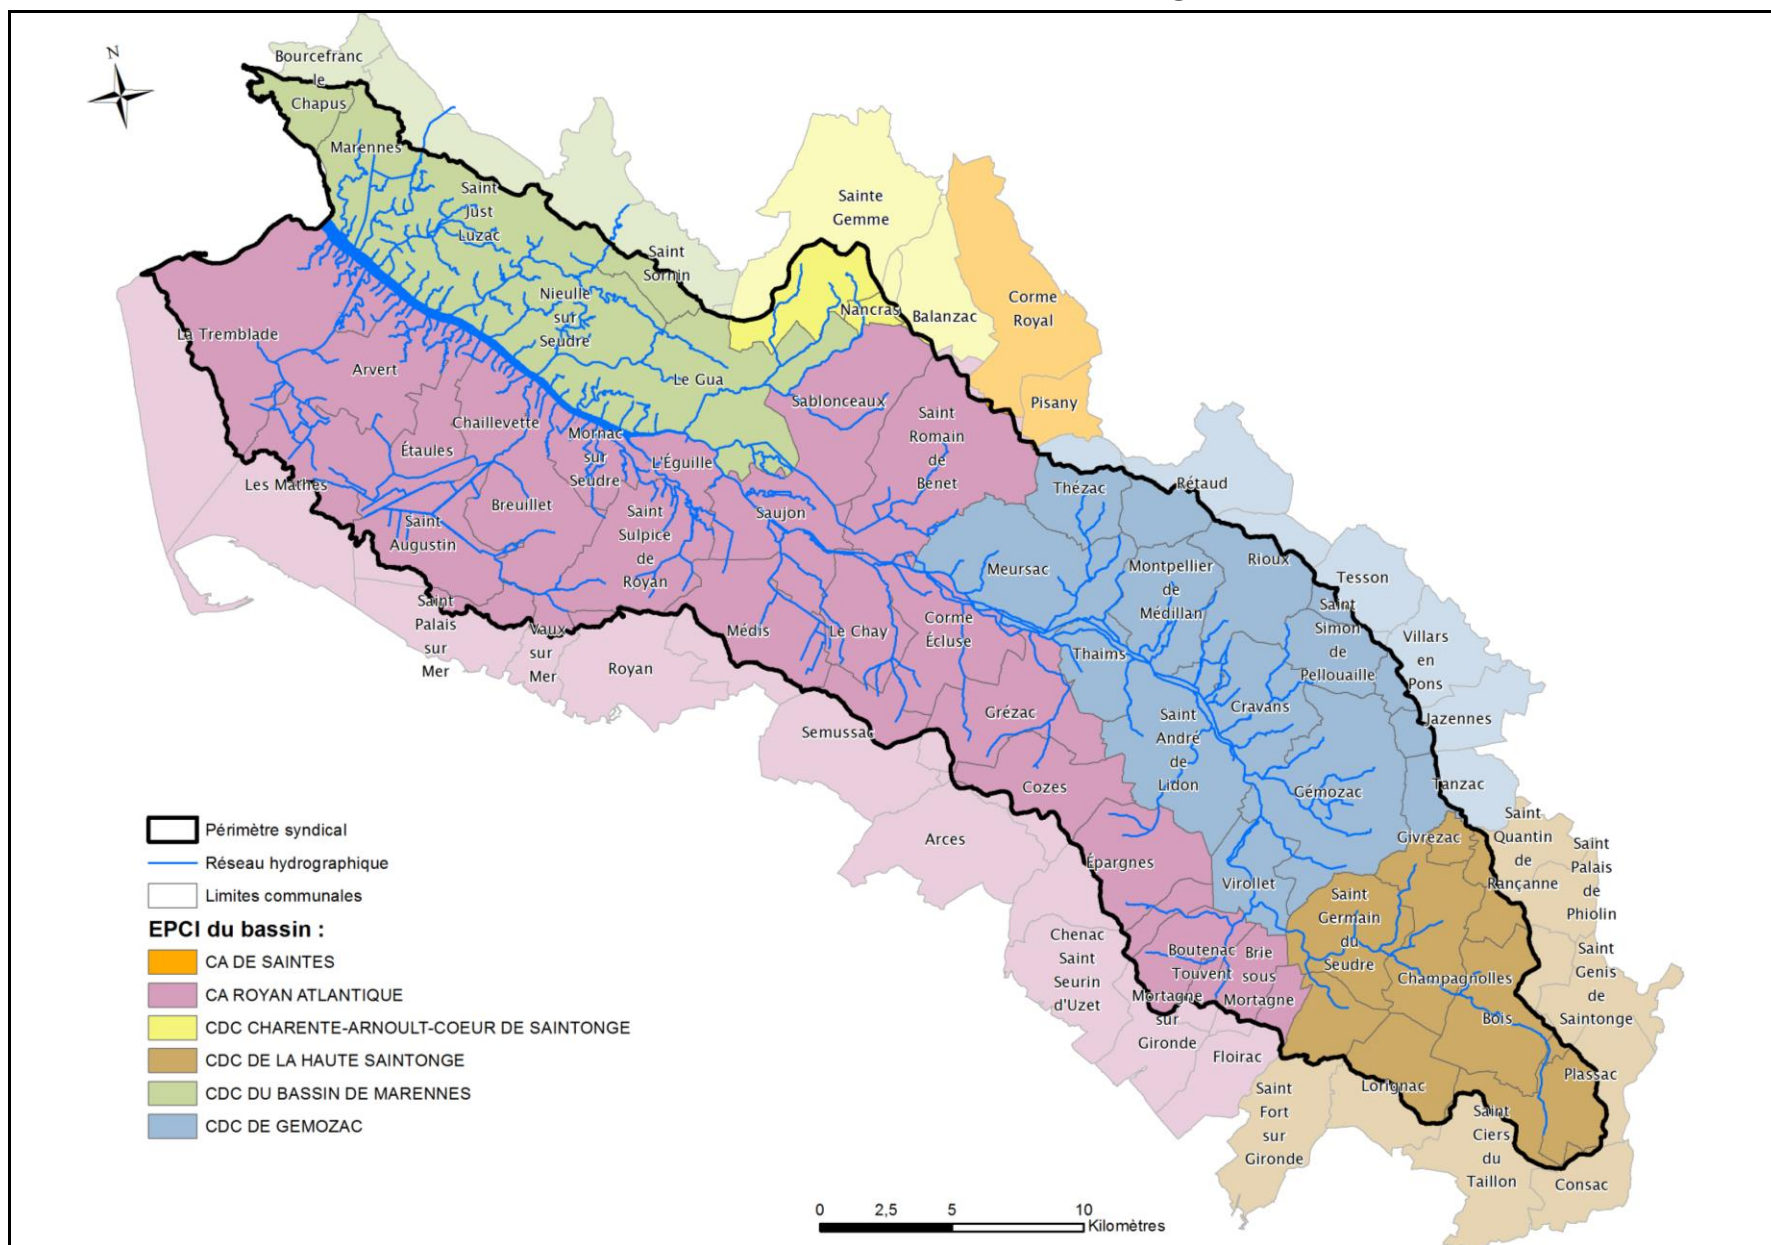 N
Bourcefranc
le
Chapus
Marennes
Saint
Just
Luzac
Sainte
Gemme
Saint
Sornin
Nieulle
sur
Seudre
Nancras
Balanzac
Corme
Royal
La Tremblade
Arvert
Le Gua
Pisany
Sablonceaux
Chaillevette
Saint
Romain
de
Benet
Mornac
sur
Seudre
Étaules
L'Éguille
Les Mathes
Thézac
Rétaud
Breuillet
Saujon
Saint
Augustin
Saint
Sulpice
de
Royan
Meursac
Montpellier
de
Médillan
Rioux
Tesson
Saint
Palais
sur
Mer
Vaux
sur
Mer
Royan
Médis
Le Chay
Corme
Écluse
Thaims
Saint
Simon
de
Pellouaille
Villars
en
Pons
Semussac
Grézac
Saint
André
de
Lidon
Cravans
Jazennes
Cozes
Gémozac
Tanzac
Arces
Épargnes
Virollet
Givrezac
Saint
Quantin
de
Rançanne
Saint
Palais
de
Phiolin
Chenac
Saint
Seurin
d'Uzet
Boutenac
Touvent
Brie
sous
Mortagne
Saint
Germain
du
Seudre
Champagnolles
Saint
Genis
de
Saintonge
Mortagne
sur
Gironde
Floirac
Bois
Plassac
Saint
Fort
sur
Gironde
Lorignac
Saint
Ciers
du
Taillon
Consac
Périmètre syndical
Réseau hydrographique
Limites communales
EPCI du bassin :
CA DE SAINTES
CA ROYAN ATLANTIQUE
CDC CHARENTE-ARNOULT-COEUR DE SAINTONGE
CDC DE LA HAUTE SAINTONGE
CDC DU BASSIN DE MARENNES
CDC DE GEMOZAC
0 2,5 5 10
Kilomètres